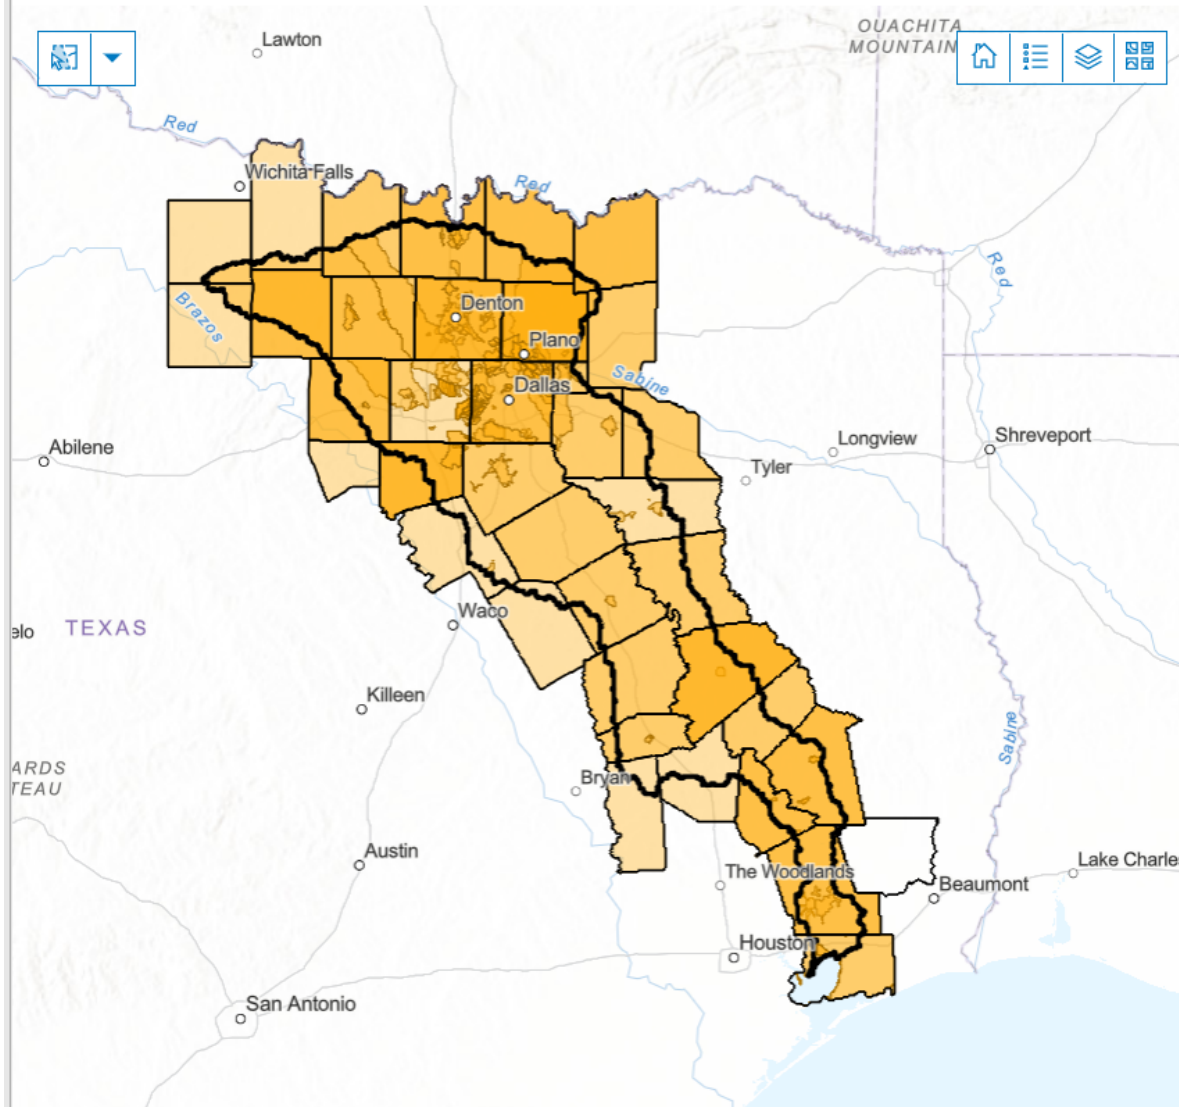 OUACHITA
MOUNTAIN
Lawton
Red
Wichita Falls
Red
Red
Brazos
Denton
Plano
Sabine
Dallas
Abilene
Longview
Shreveport
Tyler
elo
TEXAS
Waco
Killeen
Sabine
ARDS
TEAU
Bryan
Austin
The Woodlands
Lake Charle
Beaumont
Houston
San Antonio